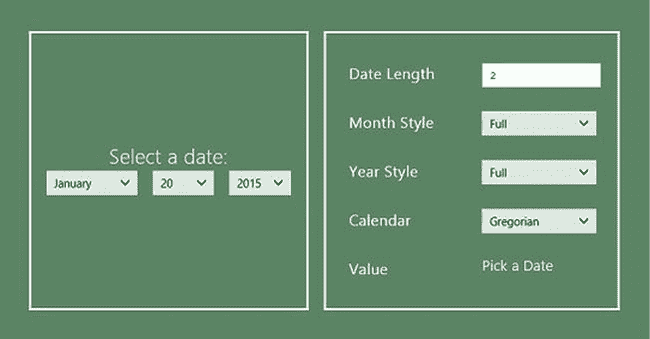 Select a date:
January 20 2015
Date Length 2
Month Style Full
Year Style Full
Calendar Gregorian
Value Pick a Date